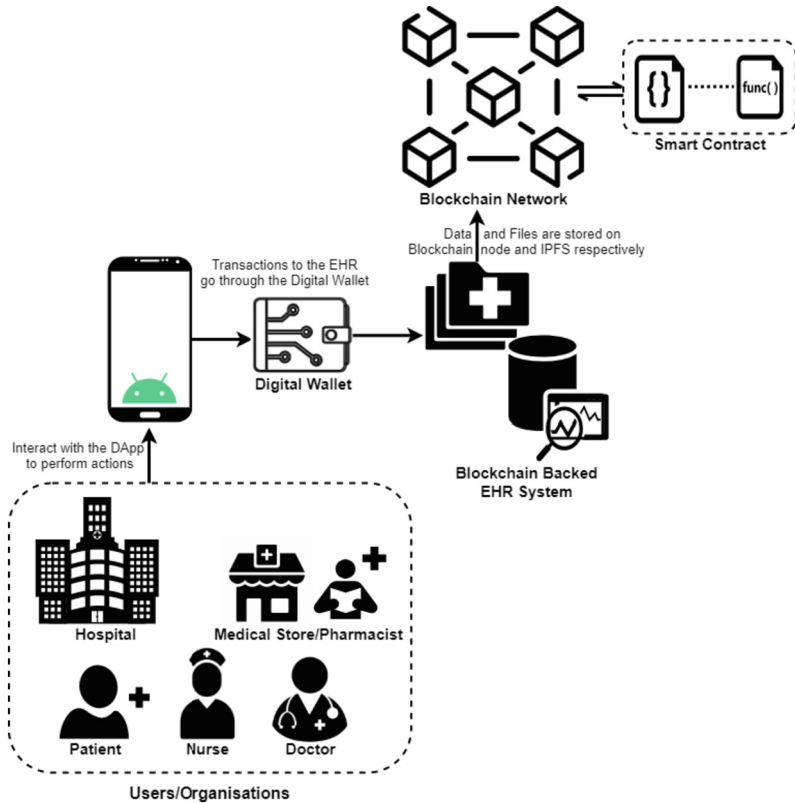 {}
func( )
Smart Contract
Blockchain Network
Data and Files are stored on
Blockchain node and IPFS respectively
Transactions to the EHR
go through the Digital Wallet
Digital Wallet
Blockchain Backed
EHR System
Interact with the DApp
to perform actions
Hospital
Medical Store/Pharmacist
Patient
Nurse
Doctor
Users/Organisations